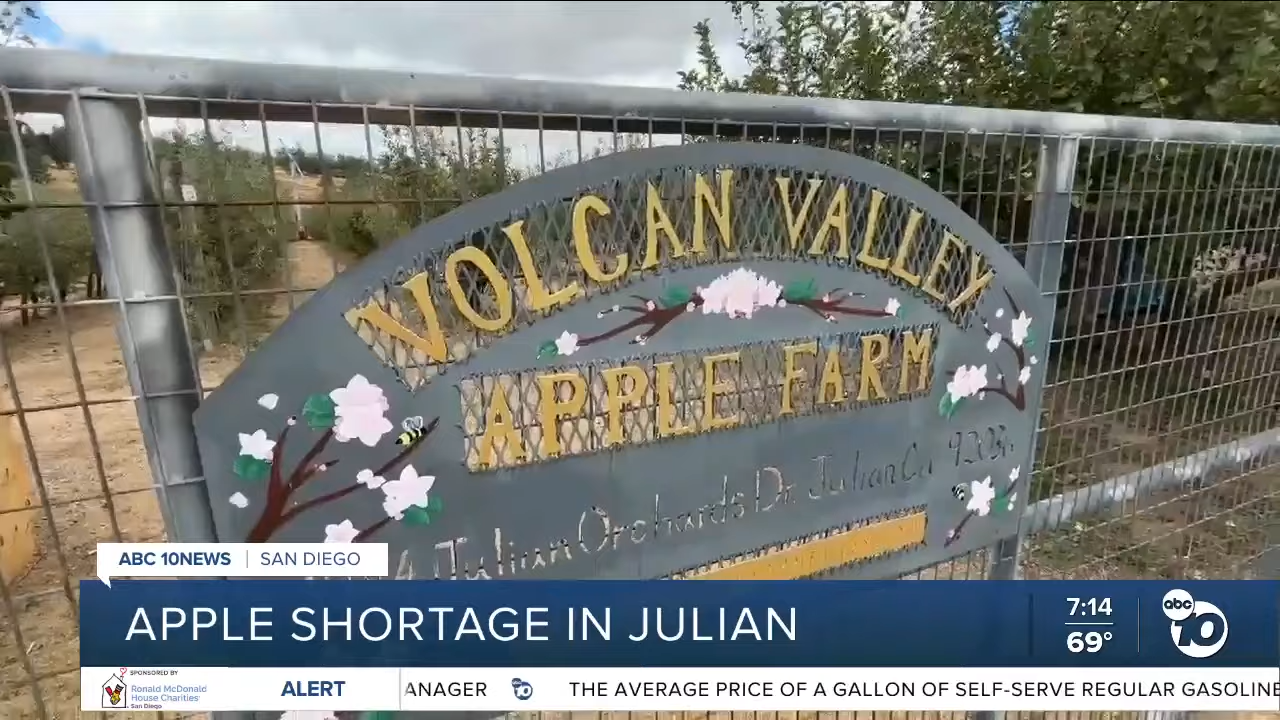 VOLCAN VALLEY
APPLE FARM
4 Julian Orchards Dr. Julian Ca
ABC 10NEWS | SAN DIEGO
APPLE SHORTAGE IN JULIAN
7:14
69°
abc
10
SPONSORED BY
Ronald McDonald
House Charities
San Diego
ALERT
ANAGER
THE AVERAGE PRICE OF A GALLON OF SELF-SERVE REGULAR GASOLINE